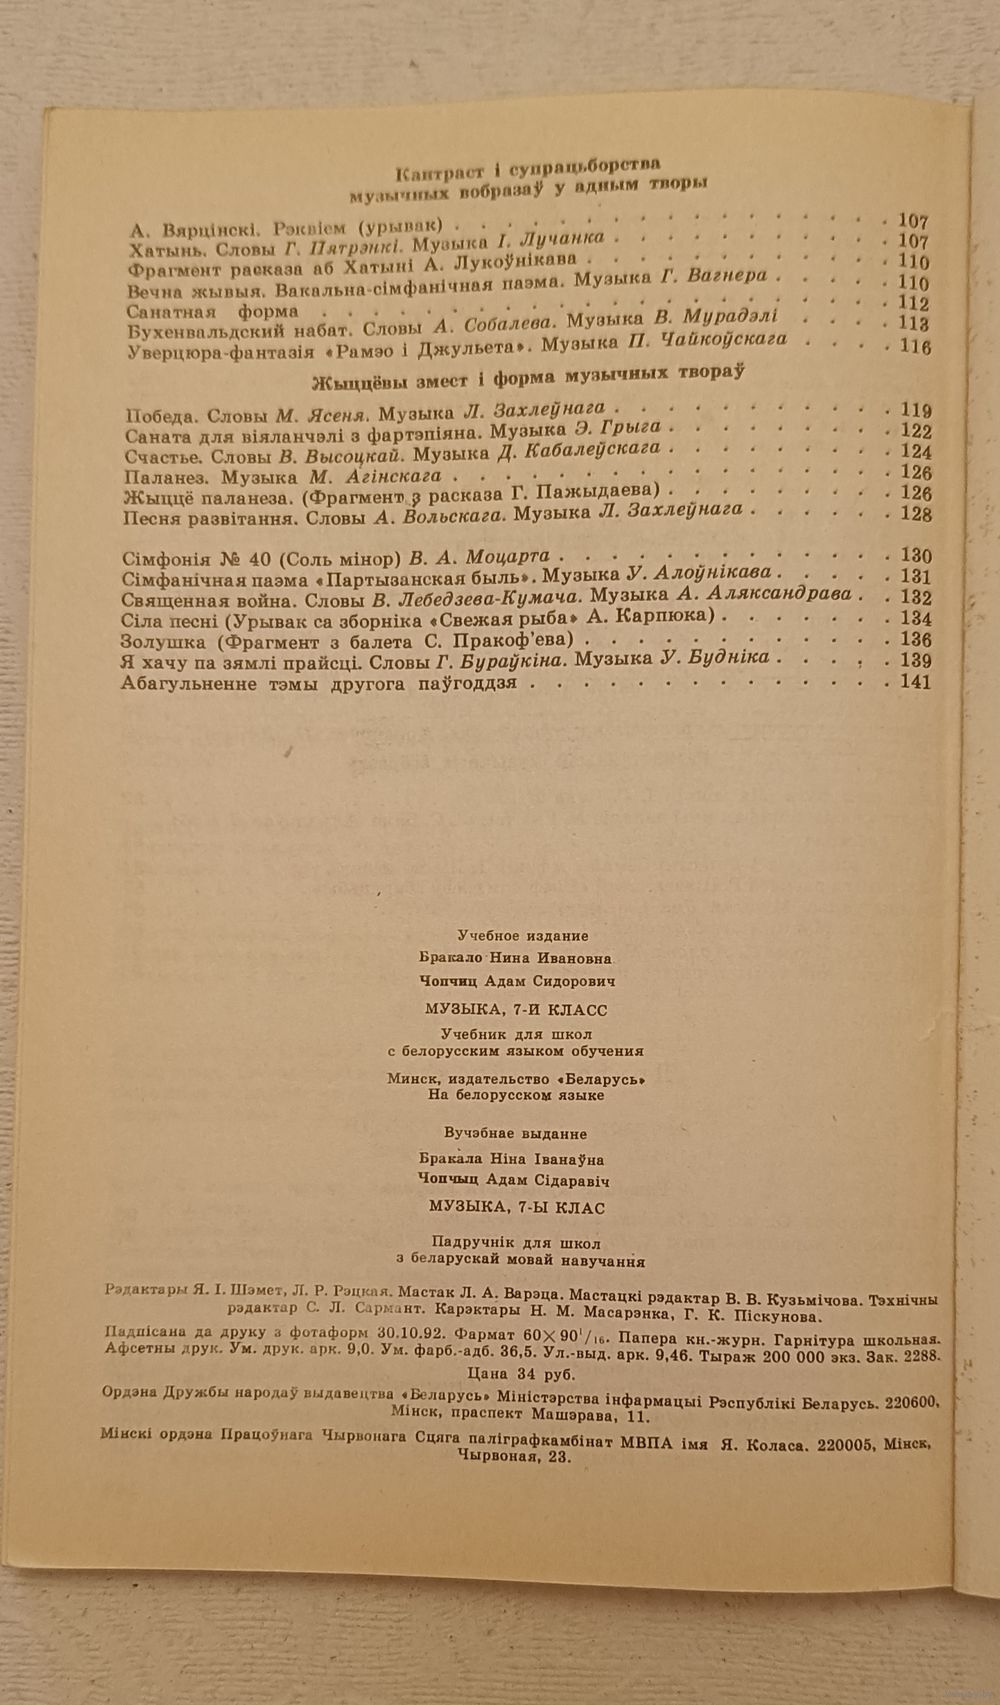 Кантраст і супрацьборства
музычных вобразаў у адным творы
А. Вярцінскі. Рэквіем (урывак) . . . . . . . . . . . . . . 107
Хатынь. Словы Г. Пятрэнкі. Музыка І. Лучанка . . . . . . . . . . 107
Фрагмент расказа аб Хатыні А. Лукоўнікава . . . . . . . . . . . 110
Вечна жывыя. Вакальна-сімфанічная паэма. Музыка Г. Вагнера . . . . 110
Санатная форма . . . . . . . . . . . . . . . . . . 112
Бухенвальдский набат. Словы А. Собалева. Музыка В. Мурадэлі . . . . 113
Уверцюра-фантазія «Рамэо і Джульета». Музыка П. Чайкоўскага . . . . 116
Жыццёвы змест і форма музычных твораў
Победа. Словы М. Ясеня. Музыка Л. Захлеўнага . . . . . . . . . . 119
Саната для віяланчэлі з фартэпіяна. Музыка Э. Грыга . . . . . . . . 122
Счастье. Словы В. Высоцкай. Музыка Д. Кабалеўскага . . . . . . . . 124
Паланез. Музыка М. Агінскага . . . . . . . . . . . . . . . 126
Жыццё паланеза. (Фрагмент з расказа Г. Пажыдаева) . . . . . . . . 126
Песня развітання. Словы А. Вольскага. Музыка Л. Захлеўнага . . . . . 128
Сімфонія № 40 (Соль мінор) В. А. Моцарта . . . . . . . . . . . . 130
Сімфанічная паэма «Партызанская быль». Музыка У. Алоўнікава . . . . . 131
Священная война. Словы В. Лебедзева-Кумача. Музыка А. Аляксандрава . . 132
Сіла песні (Урывак са зборніка «Свежая рыба» А. Карпюка) . . . . . . 134
Золушка (Фрагмент з балета С. Пракоф'ева) . . . . . . . . . . . 136
Я хачу па зямлі прайсці. Словы Г. Бураўкіна. Музыка У. Будніка . . . . . 139
Абагульненне тэмы другога паўгоддзя . . . . . . . . . . . . . 141
Учебное издание
Бракало Нина Ивановна
Чопчиц Адам Сидорович
МУЗЫКА, 7-Й КЛАСС
Учебник для школ
с белорусским языком обучения
Минск, издательство «Беларусь»
На белорусском языке
Вучэбнае выданне
Бракала Ніна Іванаўна
Чопчыц Адам Сідаравіч
МУЗЫКА, 7-Ы КЛАС
Падручнік для школ
з беларускай мовай навучання
Рэдактары Я. І. Шэмет, Л. Р. Рэцкая. Мастак Л. А. Варэца. Мастацкі рэдактар В. В. Кузьмічова. Тэхнічны
рэдактар С. Л. Сармант. Карэктары Н. М. Масарэнка, Г. К. Піскунова.
Падпісана да друку з фотаформ 30.10.92. Фармат 60×90¹/₁₆. Папера кн.-журн. Гарнітура школьная.
Афсетны друк. Ум. друк. арк. 9,0. Ум. фарб.-адб. 36,5. Ул.-выд. арк. 9,46. Тыраж 200 000 экз. Зак. 2288.
Цана 34 руб.
Ордэна Дружбы народаў выдавецтва «Беларусь» Міністэрства інфармацыі Рэспублікі Беларусь. 220600,
Мінск, праспект Машэрава, 11.
Мінскі ордэна Працоўнага Чырвонага Сцяга паліграфкамбінат МВПА імя Я. Коласа. 220005, Мінск,
Чырвоная, 23.